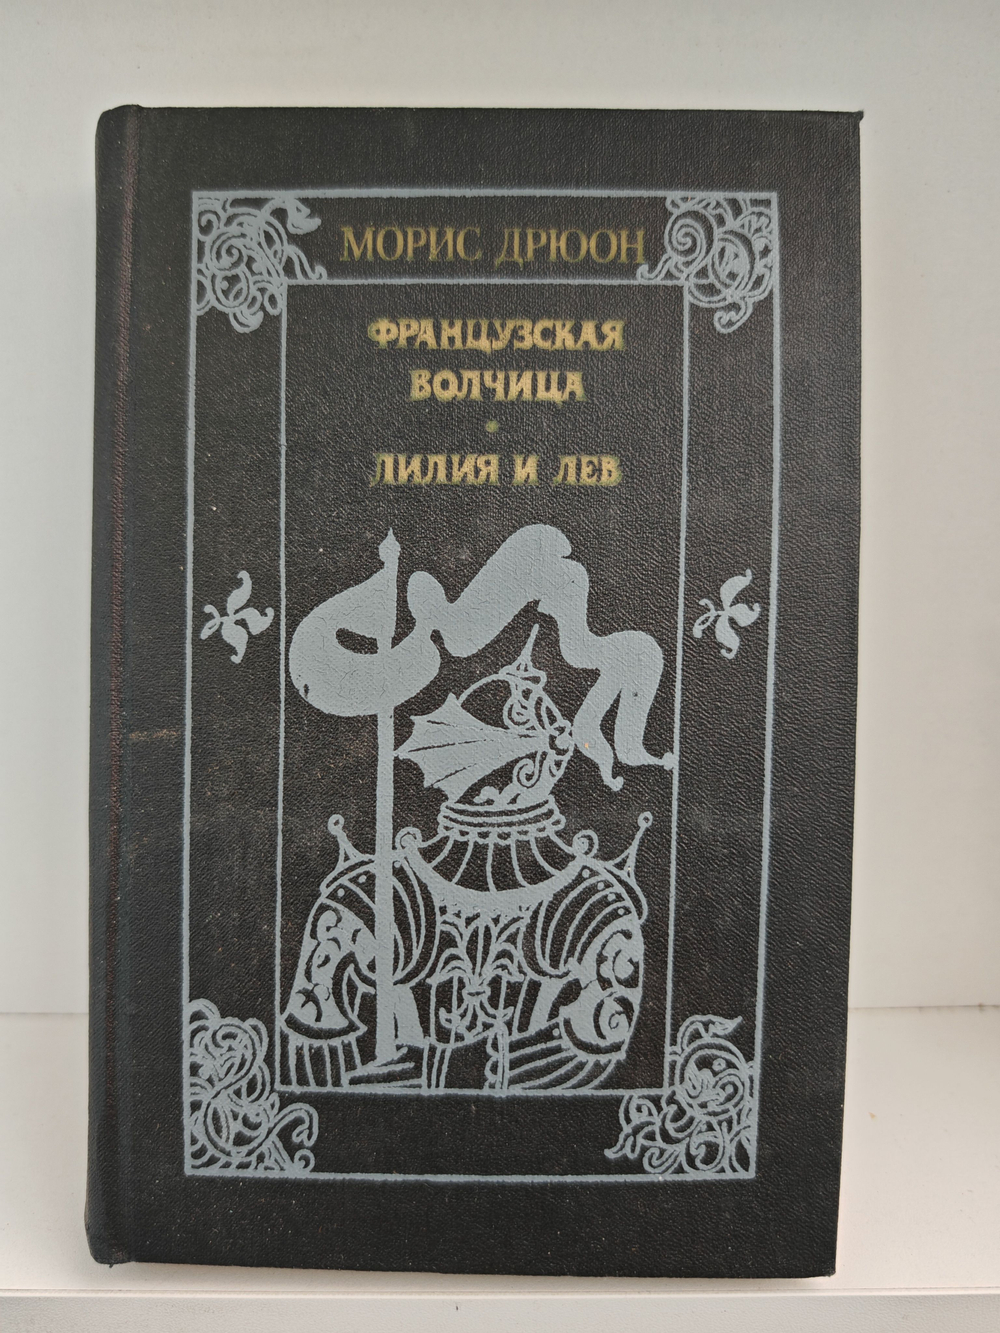 МОРИС ДРЮОН
ФРАНЦУЗСКАЯ
ВОЛЧИЦА
•
ЛИЛИЯ И ЛЕВ